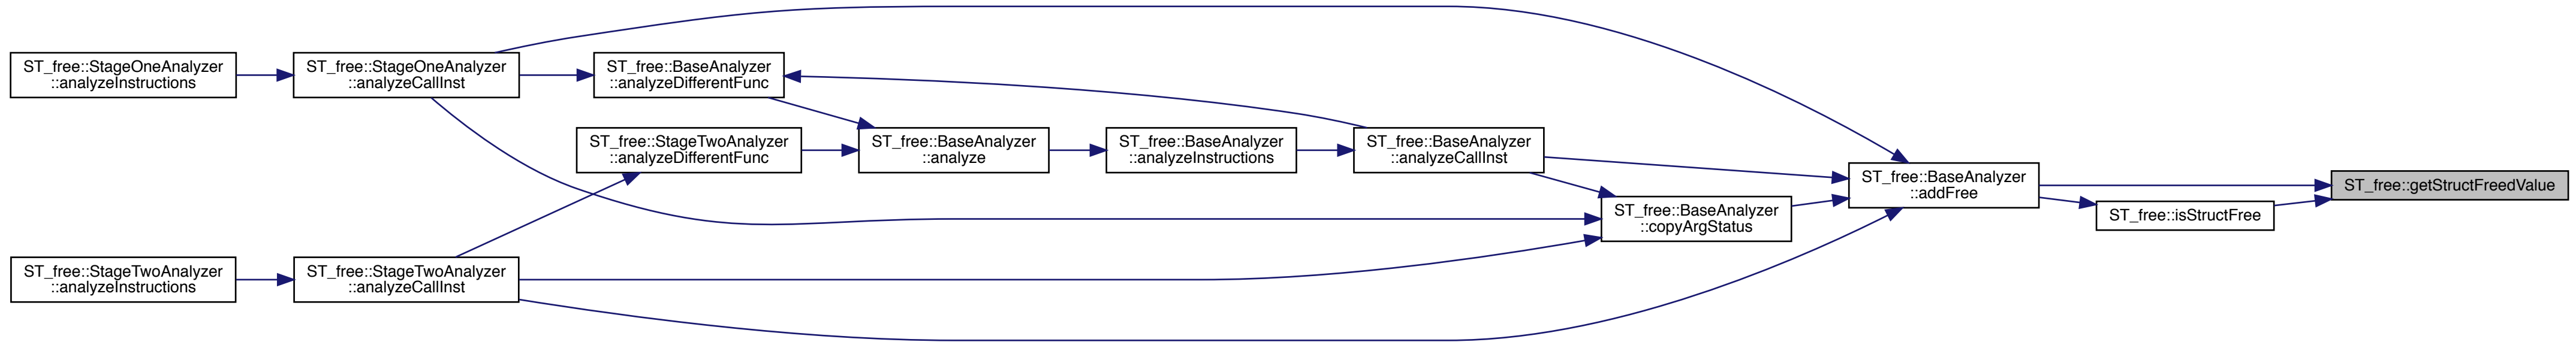 ST_free::StageOneAnalyzer
::analyzeInstructions
ST_free::StageOneAnalyzer
::analyzeCallInst
ST_free::BaseAnalyzer
::analyzeDifferentFunc
ST_free::StageTwoAnalyzer
::analyzeDifferentFunc
ST_free::BaseAnalyzer
::analyze
ST_free::BaseAnalyzer
::analyzeInstructions
ST_free::BaseAnalyzer
::analyzeCallInst
ST_free::BaseAnalyzer
::copyArgStatus
ST_free::BaseAnalyzer
::addFree
ST_free::isStructFree
ST_free::getStructFreedValue
ST_free::StageTwoAnalyzer
::analyzeInstructions
ST_free::StageTwoAnalyzer
::analyzeCallInst